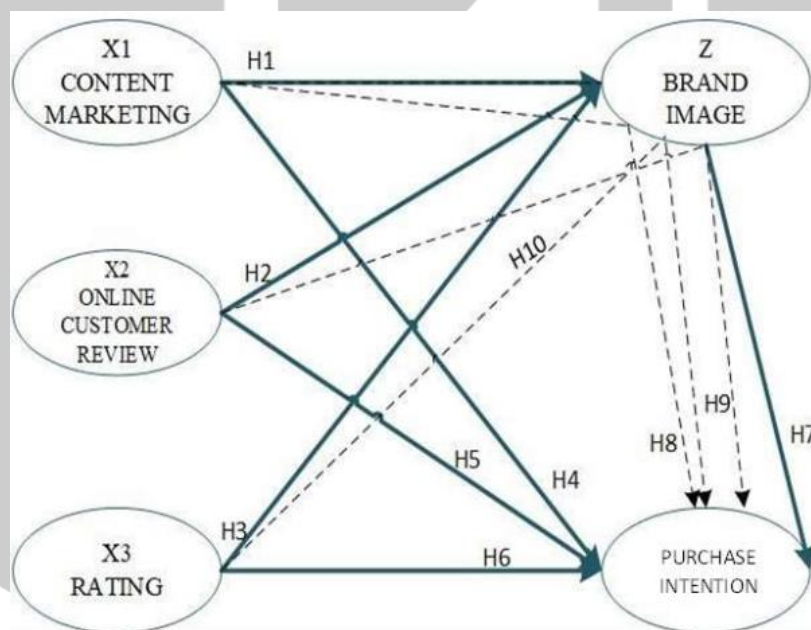 X1
CONTENT
MARKETING
H1
Z
BRAND
IMAGE
X2
ONLINE
CUSTOMER
REVIEW
H2
H10
H9
H8
H7
H5
H4
X3
RATING
H3
H6
PURCHASE
INTENTION